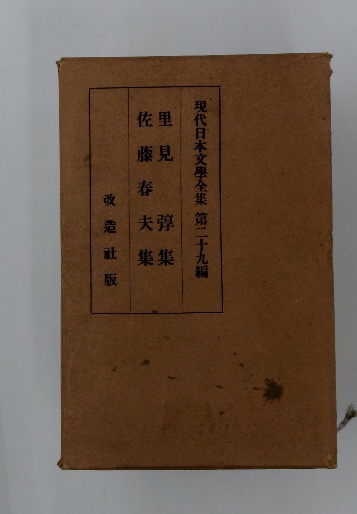 現代日本文學全集 第二十九編
里見弴集
佐藤春夫集
改造社版